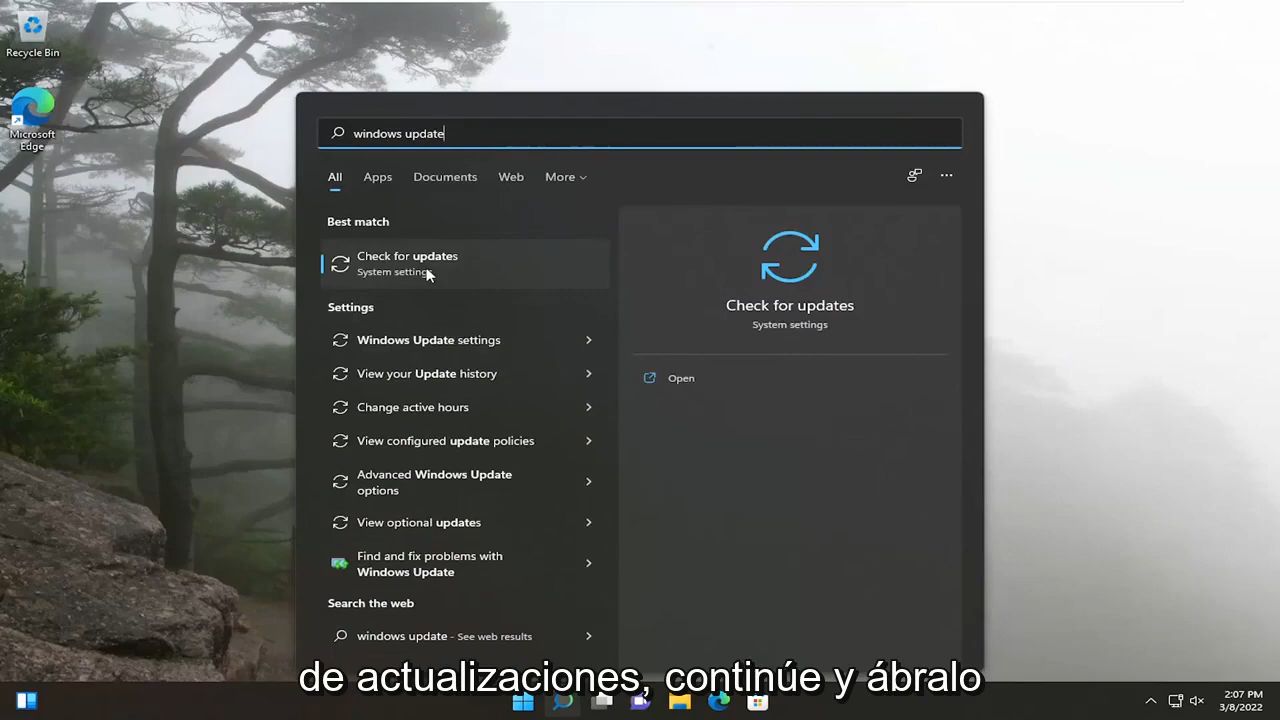 Recycle Bin
Microsoft
Edge
windows update
All Apps Documents Web More
Best match
Check for updates
System settings
Settings
Windows Update settings
View your Update history
Change active hours
View configured update policies
Advanced Windows Update
options
View optional updates
Find and fix problems with
Windows Update
Search the web
windows update - See web results
Check for updates
System settings
Open
de actualizaciones, continúe y ábralo
2:07 PM
3/8/2022